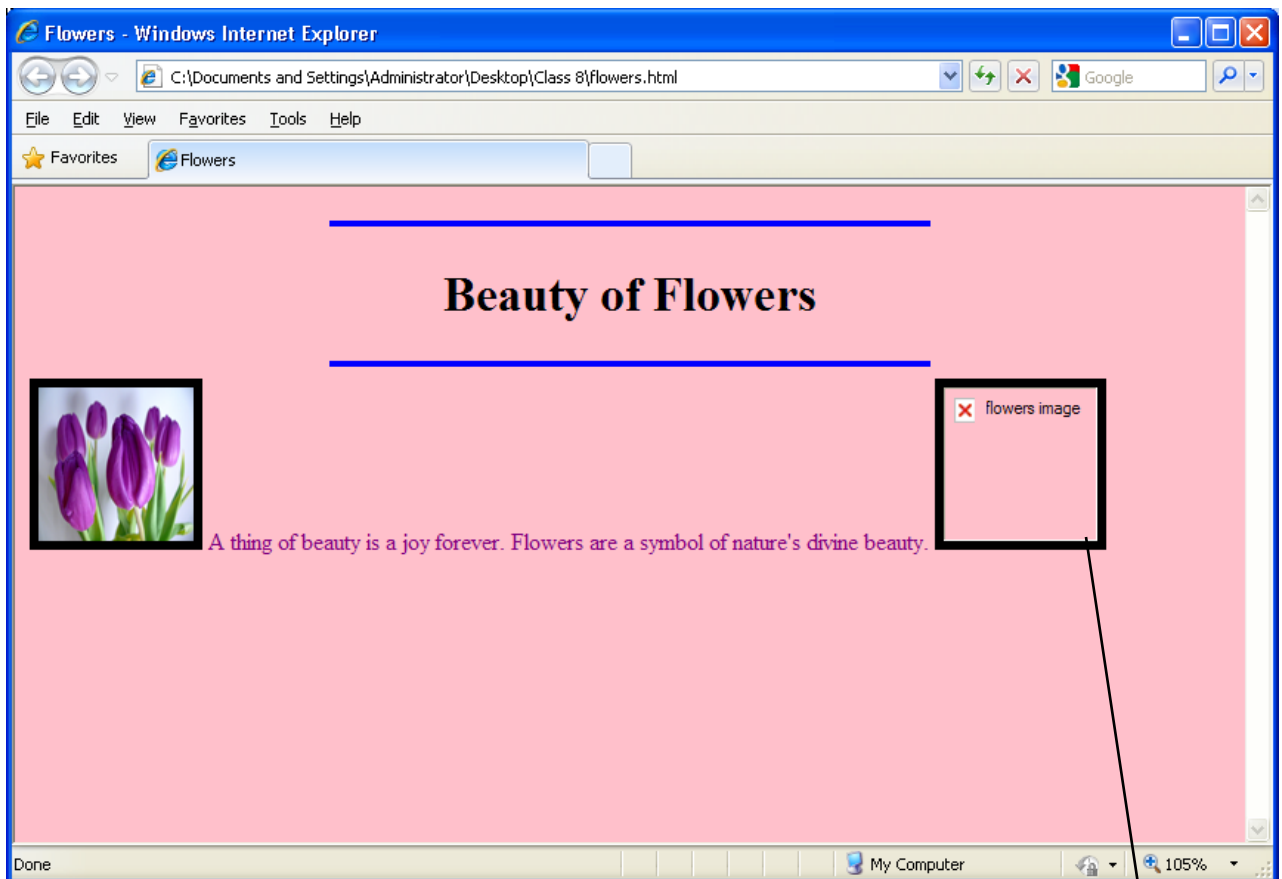 Flowers - Windows Internet Explorer
C:\Documents and Settings\Administrator\Desktop\Class 8\flowers.html
Google
File Edit View Favorites Tools Help
Favorites
Flowers
Beauty of Flowers
flowers image
A thing of beauty is a joy forever. Flowers are a symbol of nature's divine beauty.
Done
My Computer
105%